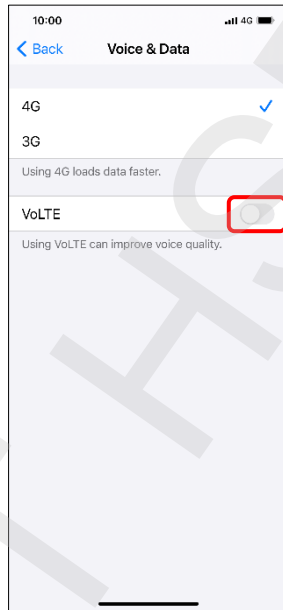 10:00
4G
Back
Voice & Data
4G
3G
Using 4G loads data faster.
VoLTE
Using VoLTE can improve voice quality.